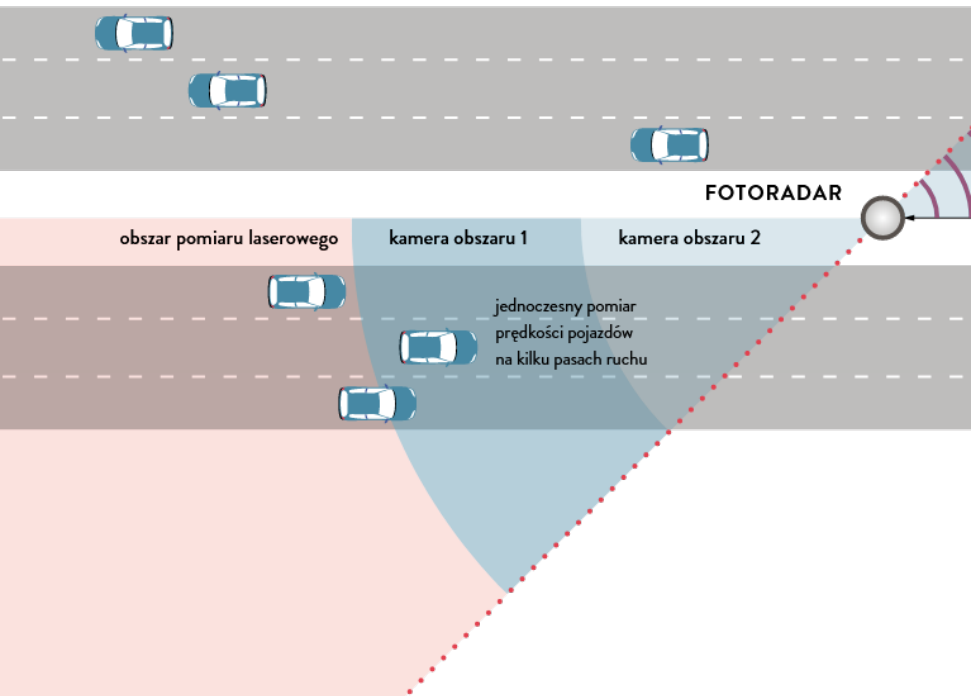 FOTORADAR
obszar pomiaru laserowego
kamera obszaru 1
kamera obszaru 2
jednoczesny pomiar
prędkości pojazdów
na kilku pasach ruchu